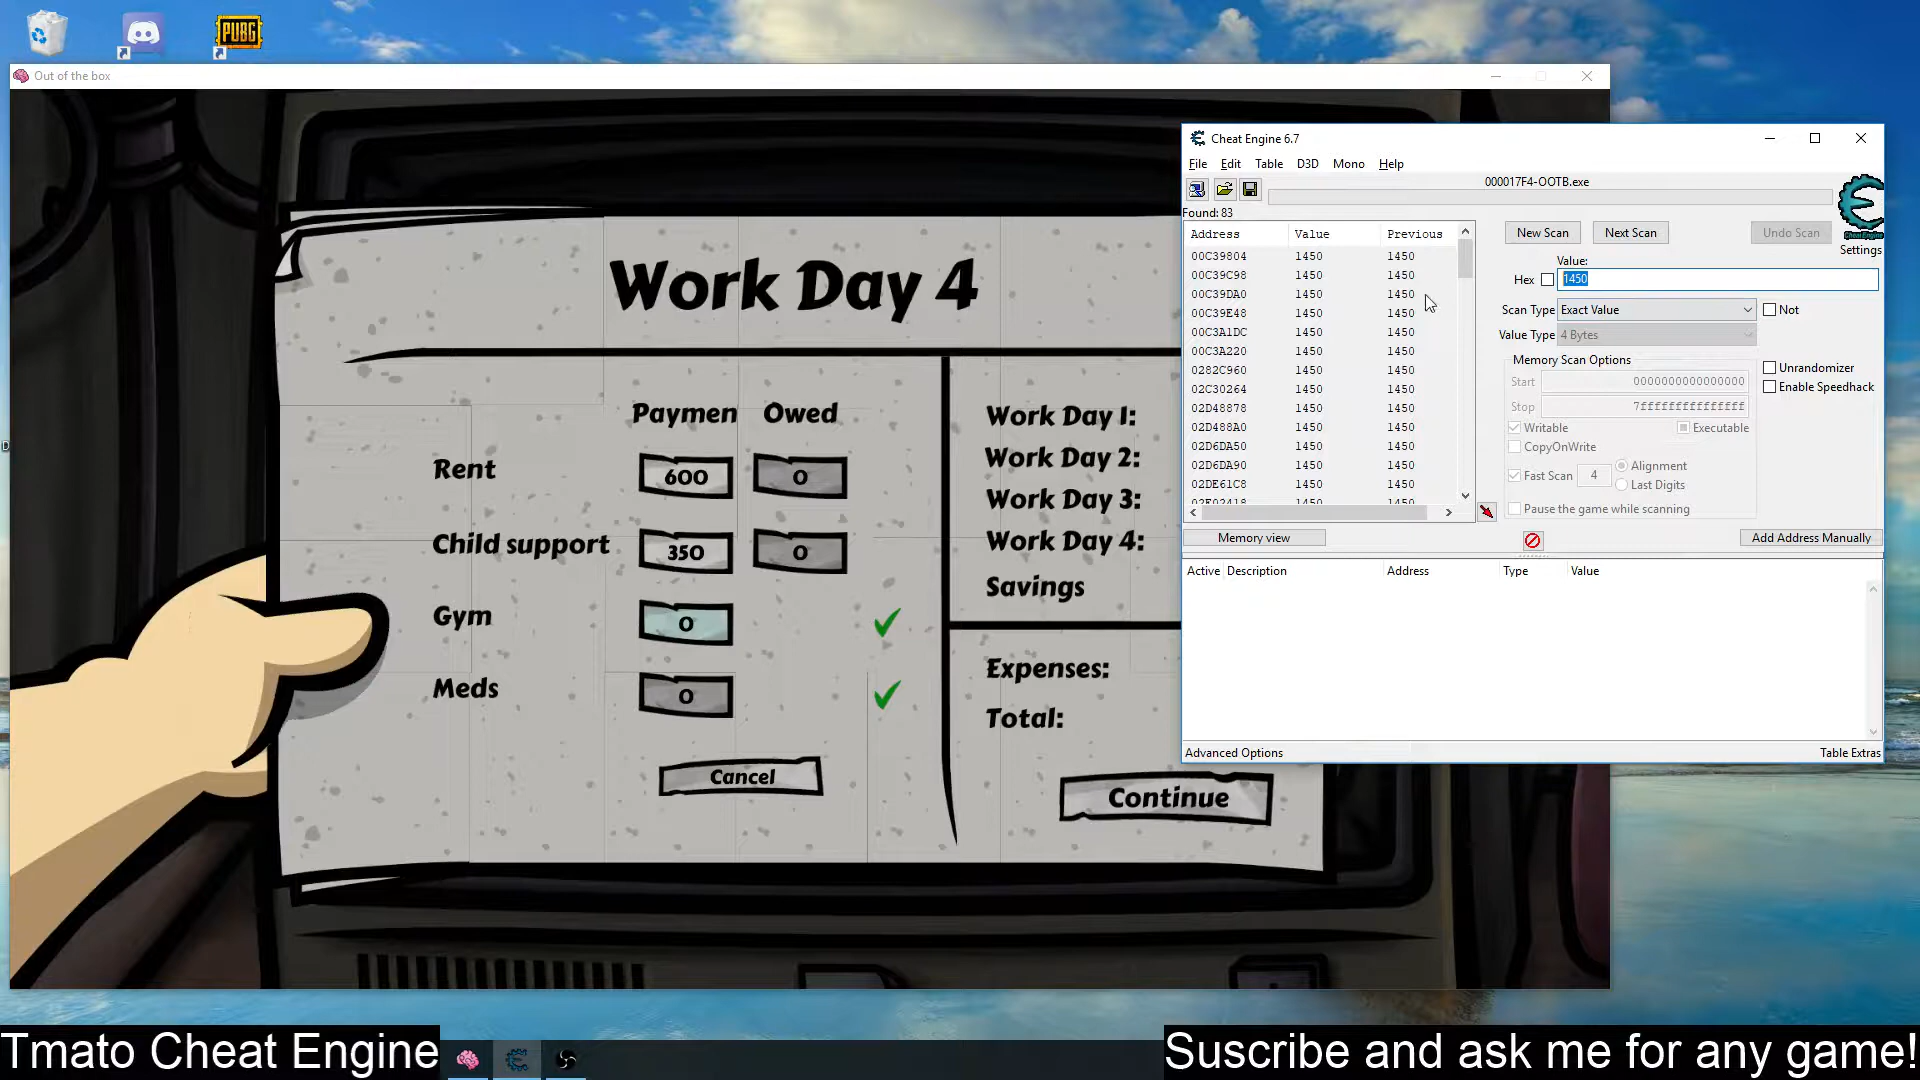 PUBG
Out of the box
Work Day 4
Paymen Owed
Rent 600 0
Child support 350 0
Gym 0
Meds 0
Cancel
Work Day 1:
Work Day 2:
Work Day 3:
Work Day 4:
Savings
Expenses:
Total:
Continue
Cheat Engine 6.7
File Edit Table D3D Mono Help
000017F4-OOTB.exe
Found: 83
Address Value Previous
00C39804 1450 1450
00C39C98 1450 1450
00C39DA0 1450 1450
00C39E48 1450 1450
00C3A1DC 1450 1450
00C3A220 1450 1450
0282C960 1450 1450
02C30264 1450 1450
02D48878 1450 1450
02D488A0 1450 1450
02D6DA50 1450 1450
02D6DA90 1450 1450
02DE61C8 1450 1450
02E02418 1450 1450
New Scan Next Scan Undo Scan
Settings
Value:
Hex 1450
Scan Type Exact Value Not
Value Type 4 Bytes
Memory Scan Options
Start 0000000000000000
Stop 7fffffffffffffff
Writable Executable
CopyOnWrite
Fast Scan 4 Alignment
Last Digits
Pause the game while scanning
Unrandomizer
Enable Speedhack
Memory view Add Address Manually
Active Description Address Type Value
Advanced Options Table Extras
Tmato Cheat Engine
Suscribe and ask me for any game!